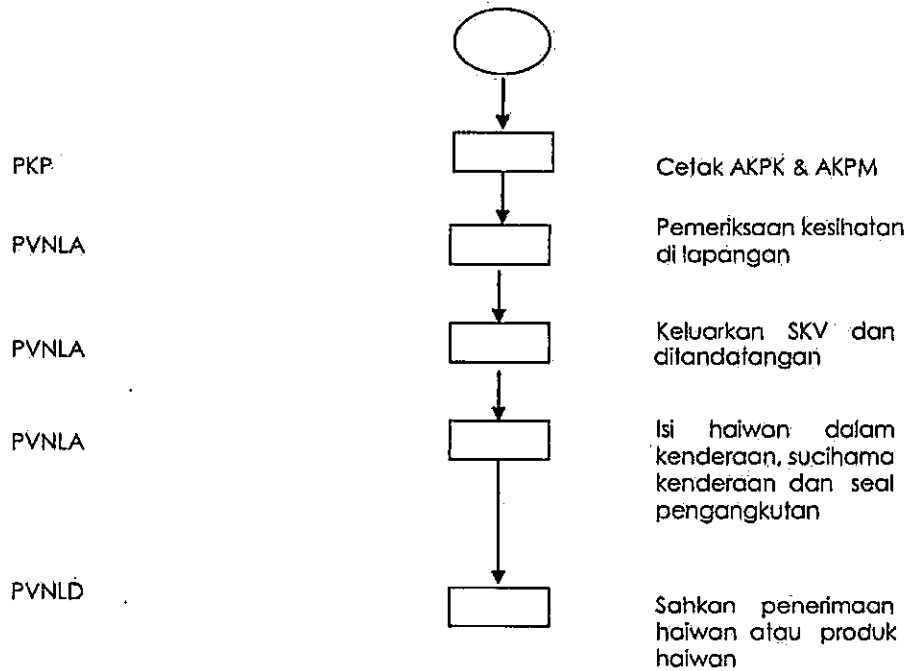 PKP
Cetak AKPK & AKPM
PVNLA
Pemeriksaan kesihatan
di lapangan
PVNLA
Keluarkan SKV dan
ditandatangan
PVNLA
Isi haiwan dalam
kenderaan, sucihama
kenderaan dan seal
pengangkutan
PVNLD
Sahkan penerimaan
haiwan atau produk
haiwan